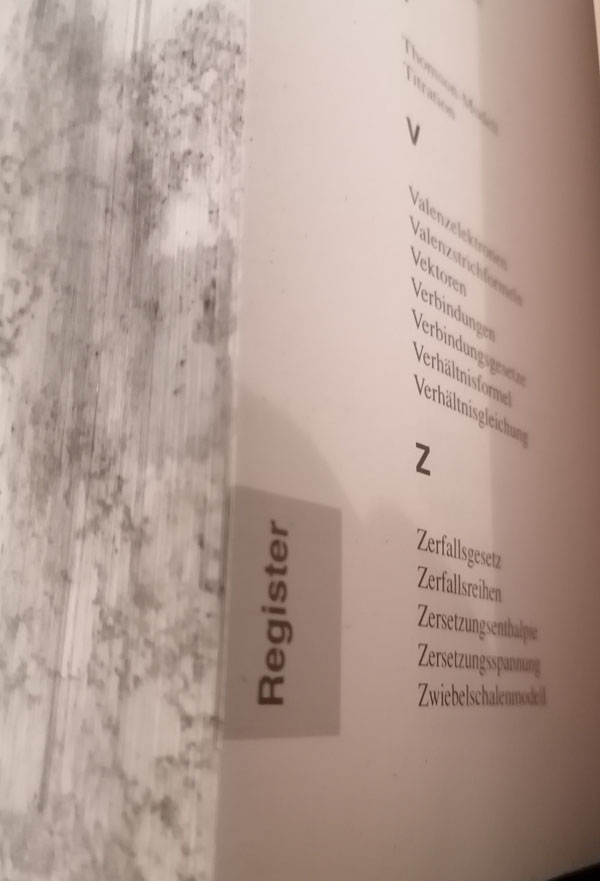 Thomson-Modell
Titration
V
Valenzelektronen
Valenzstrichformeln
Vektoren
Verbindungen
Verbindungsgesetze
Verhältnisformel
Verhältnisgleichung
Z
Zerfallsgesetz
Zerfallsreihen
Zersetzungsenthalpie
Zersetzungsspannung
Zwiebelschalenmodell
Register